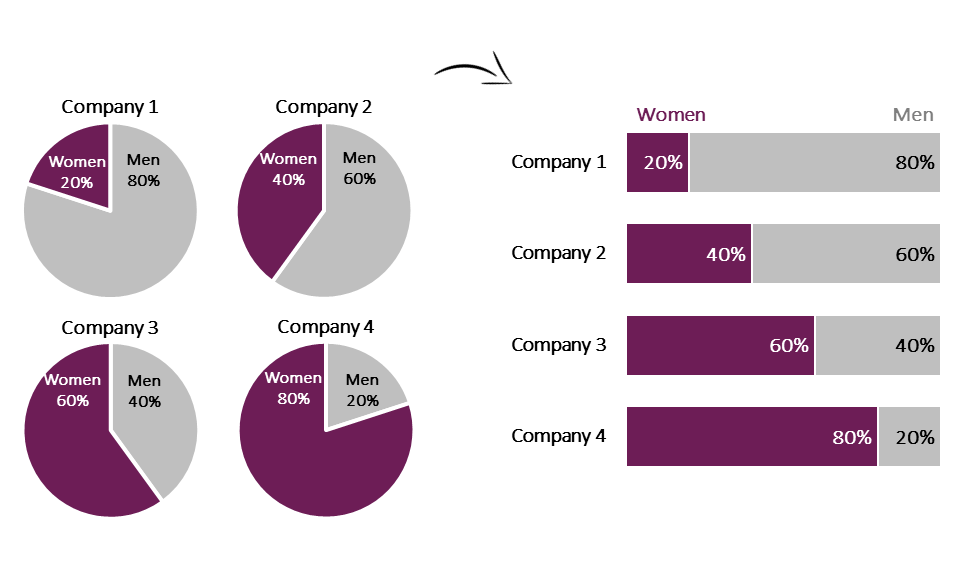 Company 1
Women
20%
Men
80%
Company 2
Women
40%
Men
60%
Company 3
Women
60%
Men
40%
Company 4
Women
80%
Men
20%
Women Men
Company 1 20% 80%
Company 2 40% 60%
Company 3 60% 40%
Company 4 80% 20%